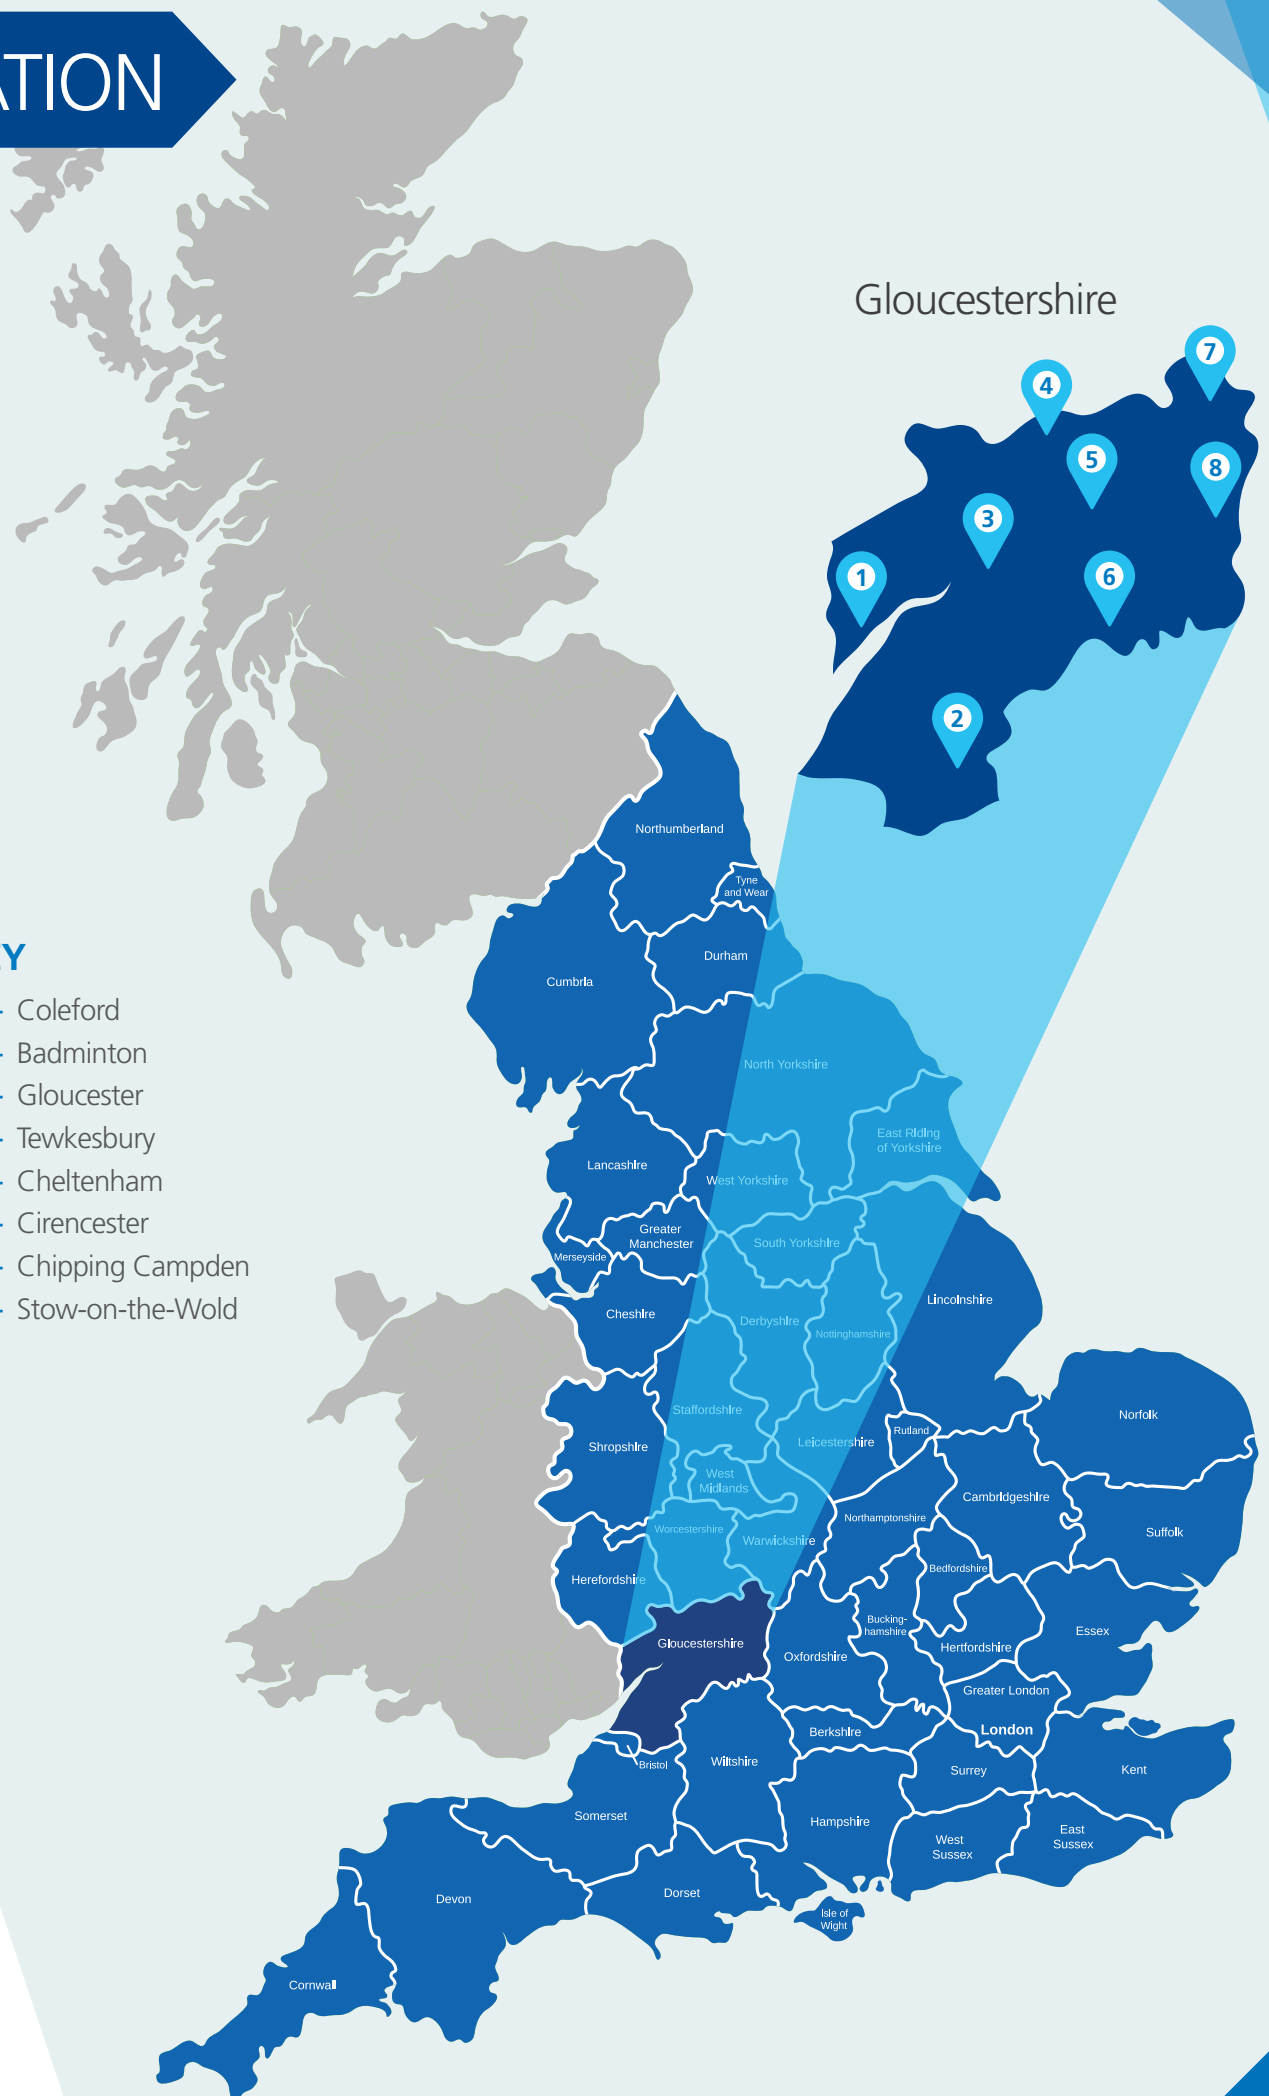 ATION
Gloucestershire
7
4
5
8
3
1
6
2
Northumberland
Tyne
and Wear
Durham
Cumbria
EY
- Coleford
- Badminton
- Gloucester
- Tewkesbury
- Cheltenham
- Cirencester
- Chipping Campden
- Stow-on-the-Wold
North Yorkshire
East Riding
of Yorkshire
Lancashire
West Yorkshire
Greater
Manchester
South Yorkshire
Merseyside
Cheshire
Derbyshire
Nottinghamshire
Lincolnshire
Staffordshire
Shropshire
Leicestershire
Rutland
Norfolk
West
Midlands
Cambridgeshire
Worcestershire
Warwickshire
Northamptonshire
Suffolk
Herefordshire
Bedfordshire
Gloucestershire
Oxfordshire
Bucking-
hamshire
Hertfordshire
Essex
Greater London
London
Berkshire
Bristol
Wiltshire
Surrey
Kent
Somerset
Hampshire
West
Sussex
East
Sussex
Devon
Dorset
Isle of
Wight
Cornwall